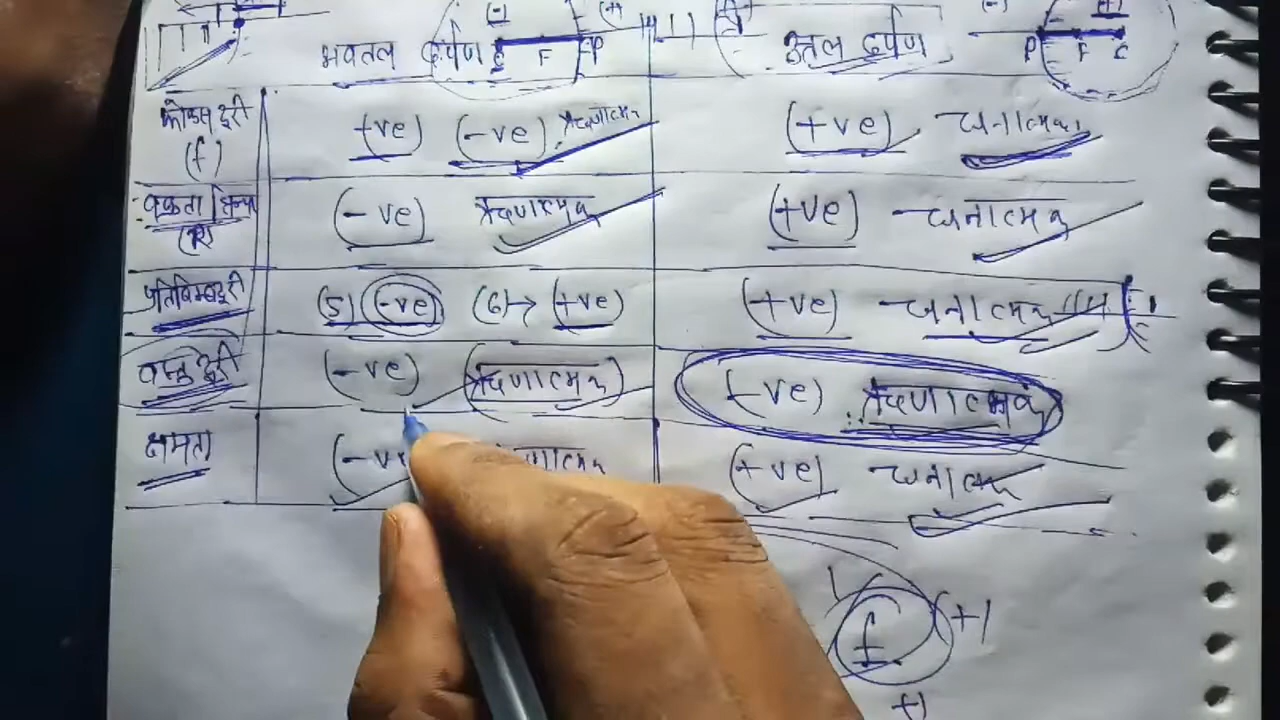 (-) (+) (-) (+)
अवतल दर्पण C F P उत्तल दर्पण P F C
फोकस दूरी (+ve) (-ve) ऋणात्मक (+ve) धनात्मक
(f)
वक्रता त्रिज्या (-ve) ऋणात्मक (+ve) धनात्मक
(R)
प्रतिबिम्ब दूरी (5) (-ve) (6)→ (+ve) (+ve) धनात्मक
वस्तु दूरी (-ve) (ऋणात्मक) (-ve) ऋणात्मक
क्षमता (-ve (+ve) धनात्मक
f (+)
+)